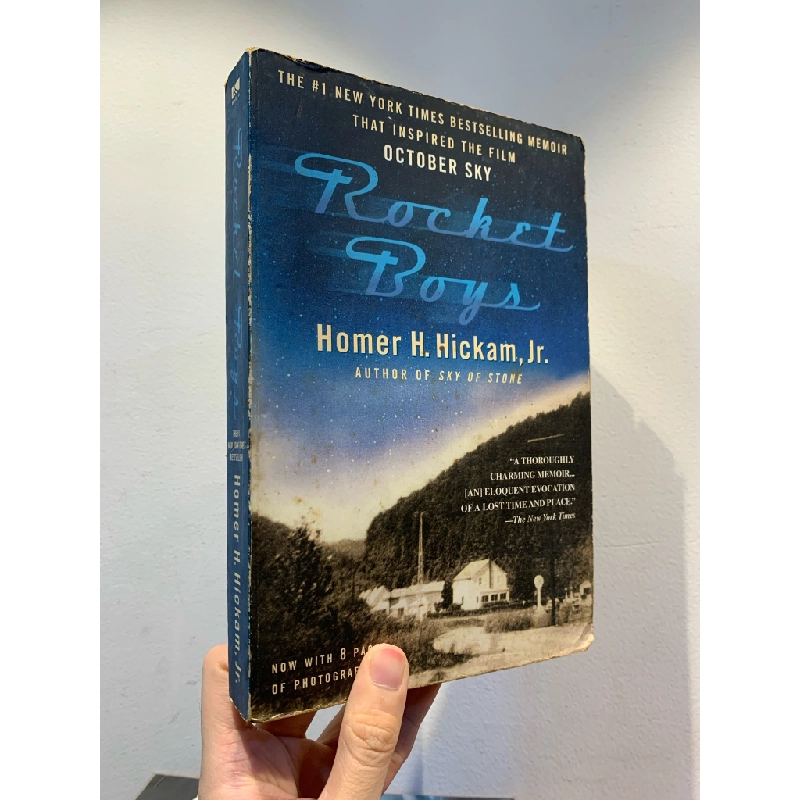 THE #1 NEW YORK TIMES BESTSELLING MEMOIR
THAT INSPIRED THE FILM
OCTOBER SKY
Rocket
Boys
Homer H. Hickam, Jr.
AUTHOR OF SKY OF STONE
"A THOROUGHLY
CHARMING MEMOIR...
[AN] ELOQUENT EVOCATION
OF A LOST TIME AND PLACE."
—The New York Times
NOW WITH 8
OF
Rocket Boys
Homer H. Hickam, Jr.